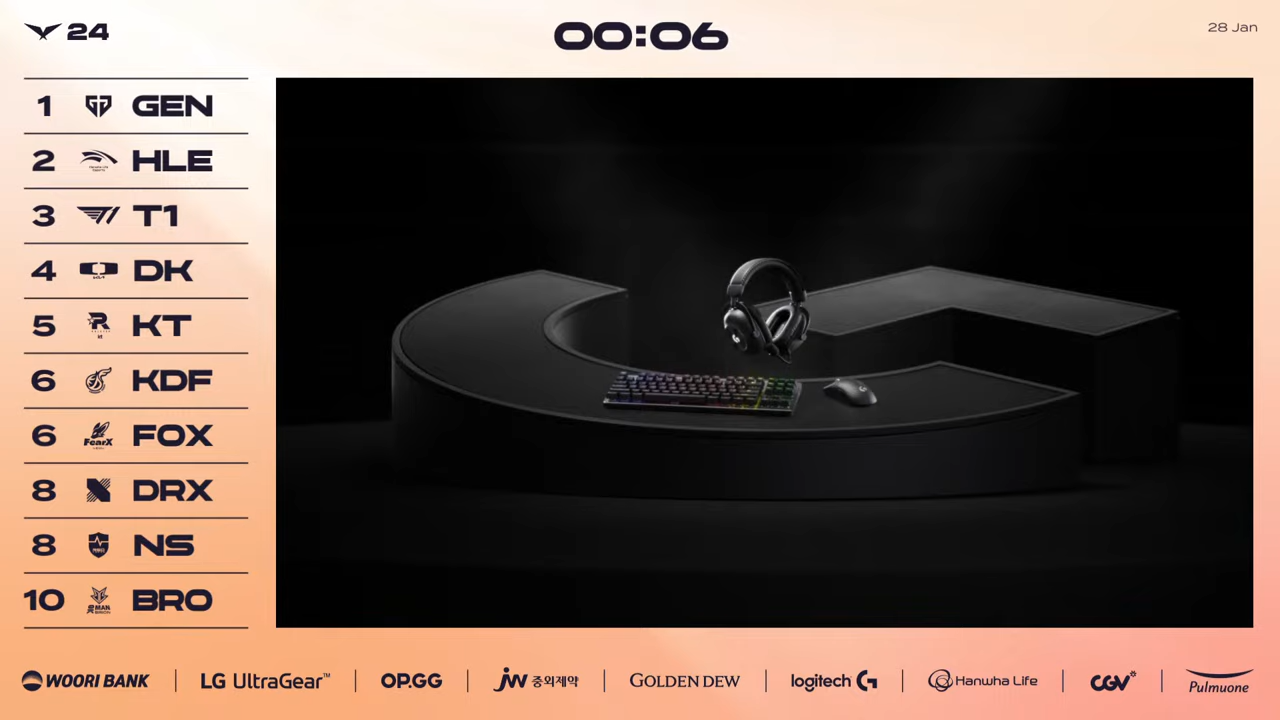 24
00:06
28 Jan
1 GEN
2 HLE
3 T1
4 DK
5 KT
6 KDF
6 FearX FOX
8 DRX
8 NS
10 BRO
WOORI BANK
LG UltraGear™
OP.GG
JW 중외제약
GOLDEN DEW
logitech G
Hanwha Life
CGV
Pulmuone